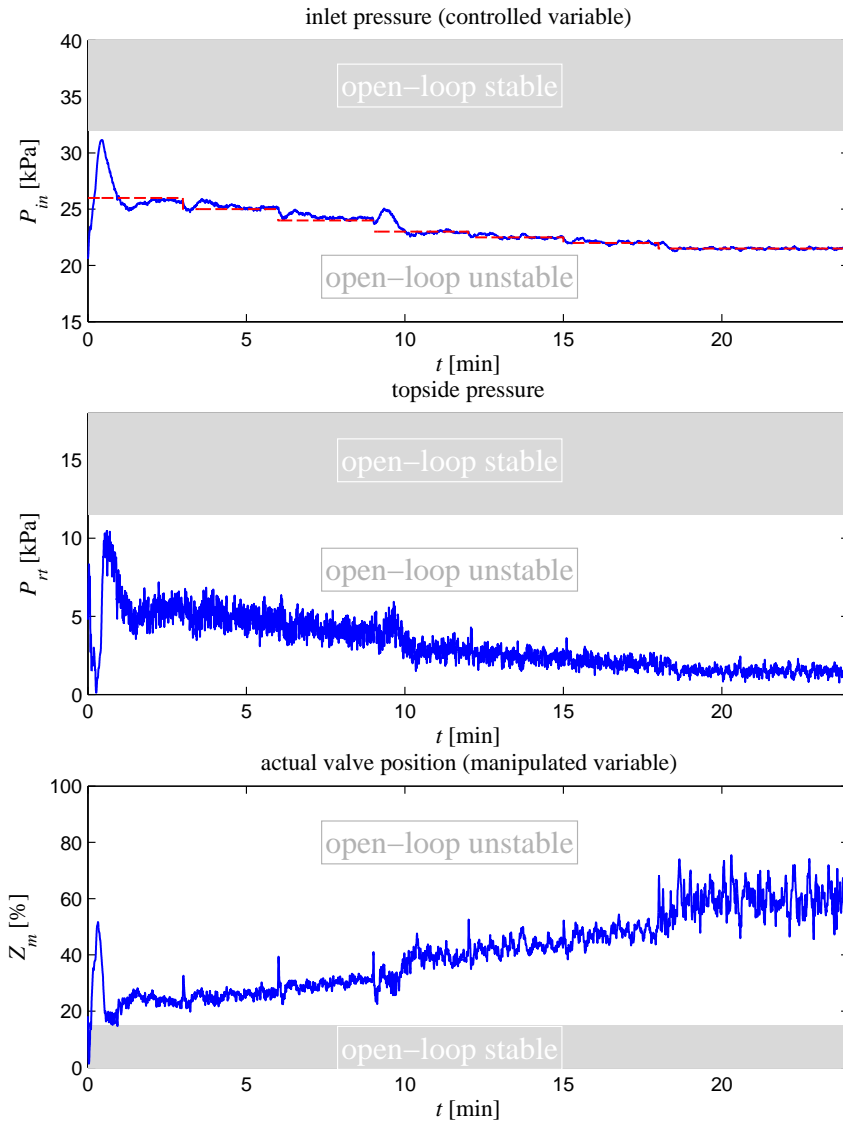 inlet pressure (controlled variable)
40
35
30
25
20
15
P_in [kPa]
open−loop stable
open−loop unstable
0 5 10 15 20
t [min]
topside pressure
15
10
5
0
P_rt [kPa]
open−loop stable
open−loop unstable
0 5 10 15 20
t [min]
actual valve position (manipulated variable)
100
80
60
40
20
0
Z_m [%]
open−loop unstable
open−loop stable
0 5 10 15 20
t [min]